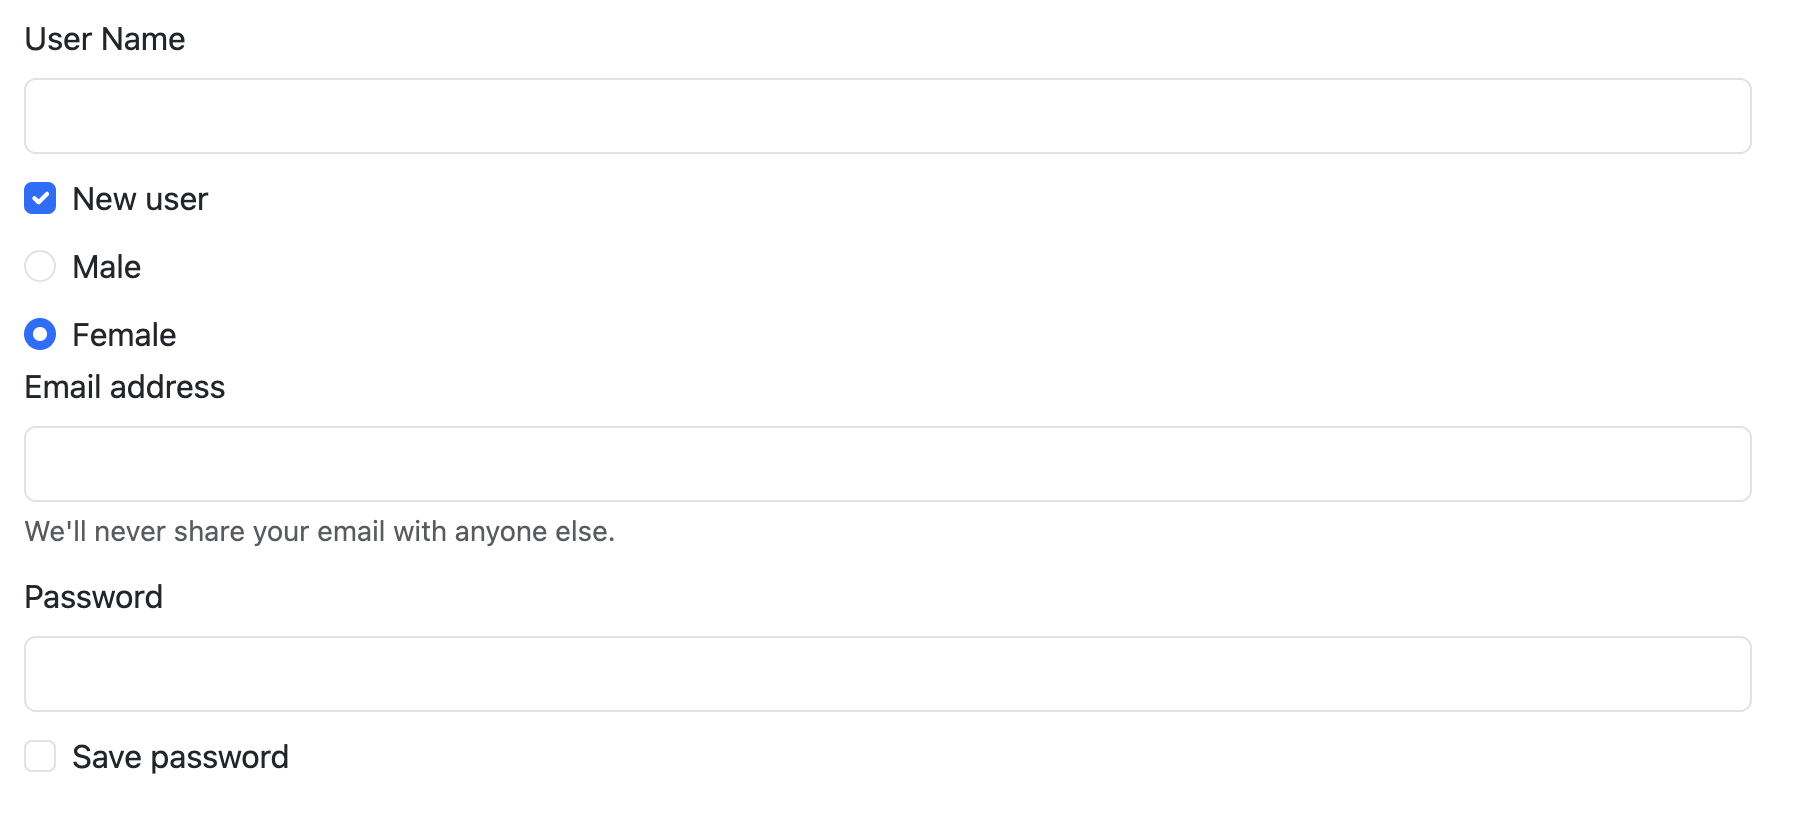 User Name
New user
Male
Female
Email address
We'll never share your email with anyone else.
Password
Save password